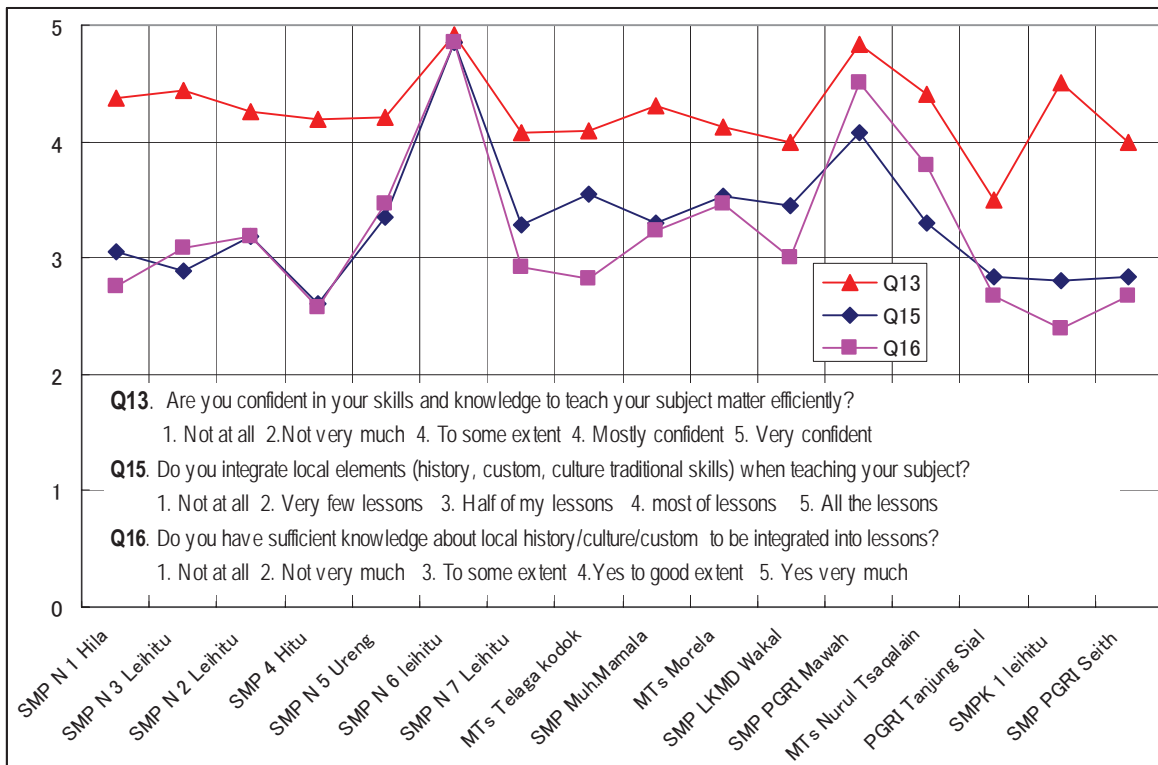 5
4
3
2
1
0
Q13
Q15
Q16
Q13. Are you confident in your skills and knowledge to teach your subject matter efficiently?
1. Not at all 2.Not very much 4. To some extent 4. Mostly confident 5. Very confident
Q15. Do you integrate local elements (history, custom, culture traditional skills) when teaching your subject?
1. Not at all 2. Very few lessons 3. Half of my lessons 4. most of lessons 5. All the lessons
Q16. Do you have sufficient knowledge about local history/culture/custom to be integrated into lessons?
1. Not at all 2. Not very much 3. To some extent 4.Yes to good extent 5. Yes very much
SMP N 1 Hila
SMP N 3 Leihitu
SMP N 2 Leihitu
SMP 4 Hitu
SMP N 5 Ureng
SMP N 6 leihitu
SMP N 7 Leihitu
MTs Telaga kodok
SMP Muh.Mamala
MTs Morela
SMP LKMD Wakal
SMP PGRI Mawah
MTs Nurul Tsaqalain
PGRI Tanjung Sial
SMPK 1 leihitu
SMP PGRI Seith